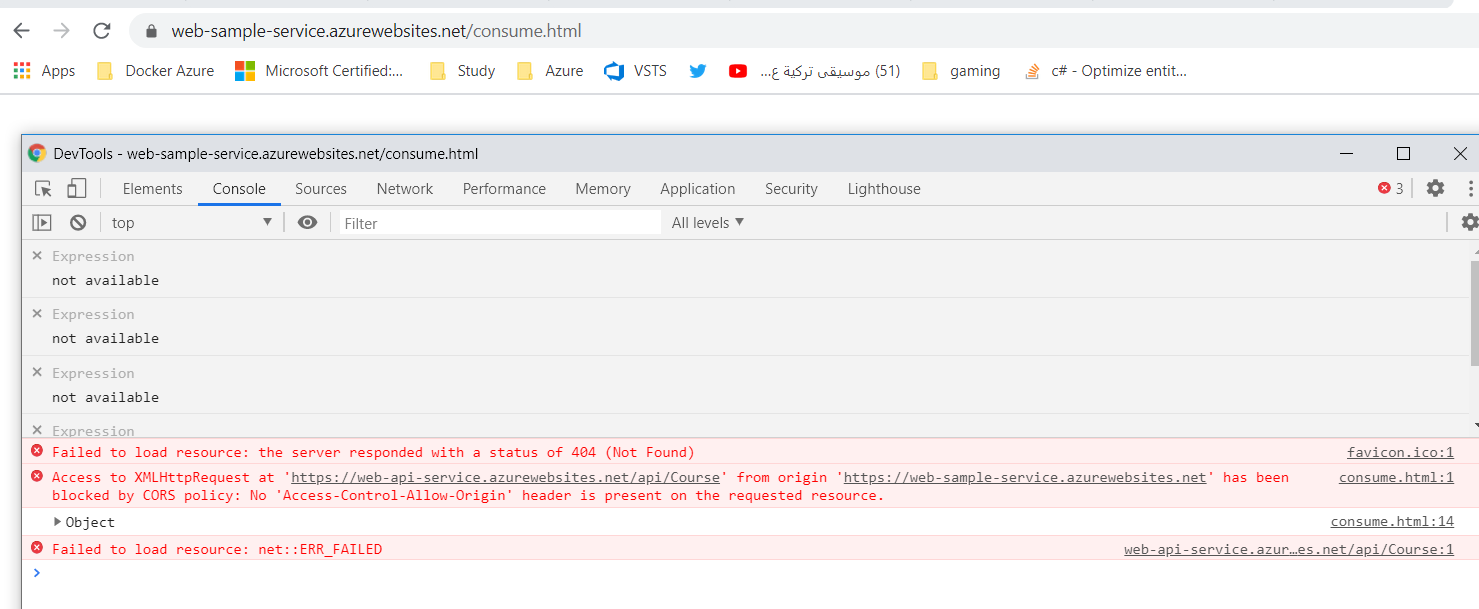 web-sample-service.azurewebsites.net/consume.html
Apps Docker Azure Microsoft Certified:... Study Azure VSTS (51) موسيقى تركية ع... gaming c# - Optimize entit...
DevTools - web-sample-service.azurewebsites.net/consume.html
Elements Console Sources Network Performance Memory Application Security Lighthouse 3
top Filter All levels
Expression
not available
Expression
not available
Expression
not available
Expression
Failed to load resource: the server responded with a status of 404 (Not Found) favicon.ico:1
Access to XMLHttpRequest at 'https://web-api-service.azurewebsites.net/api/Course' from origin 'https://web-sample-service.azurewebsites.net' has been consume.html:1
blocked by CORS policy: No 'Access-Control-Allow-Origin' header is present on the requested resource.
Object consume.html:14
Failed to load resource: net::ERR_FAILED web-api-service.azur…es.net/api/Course:1